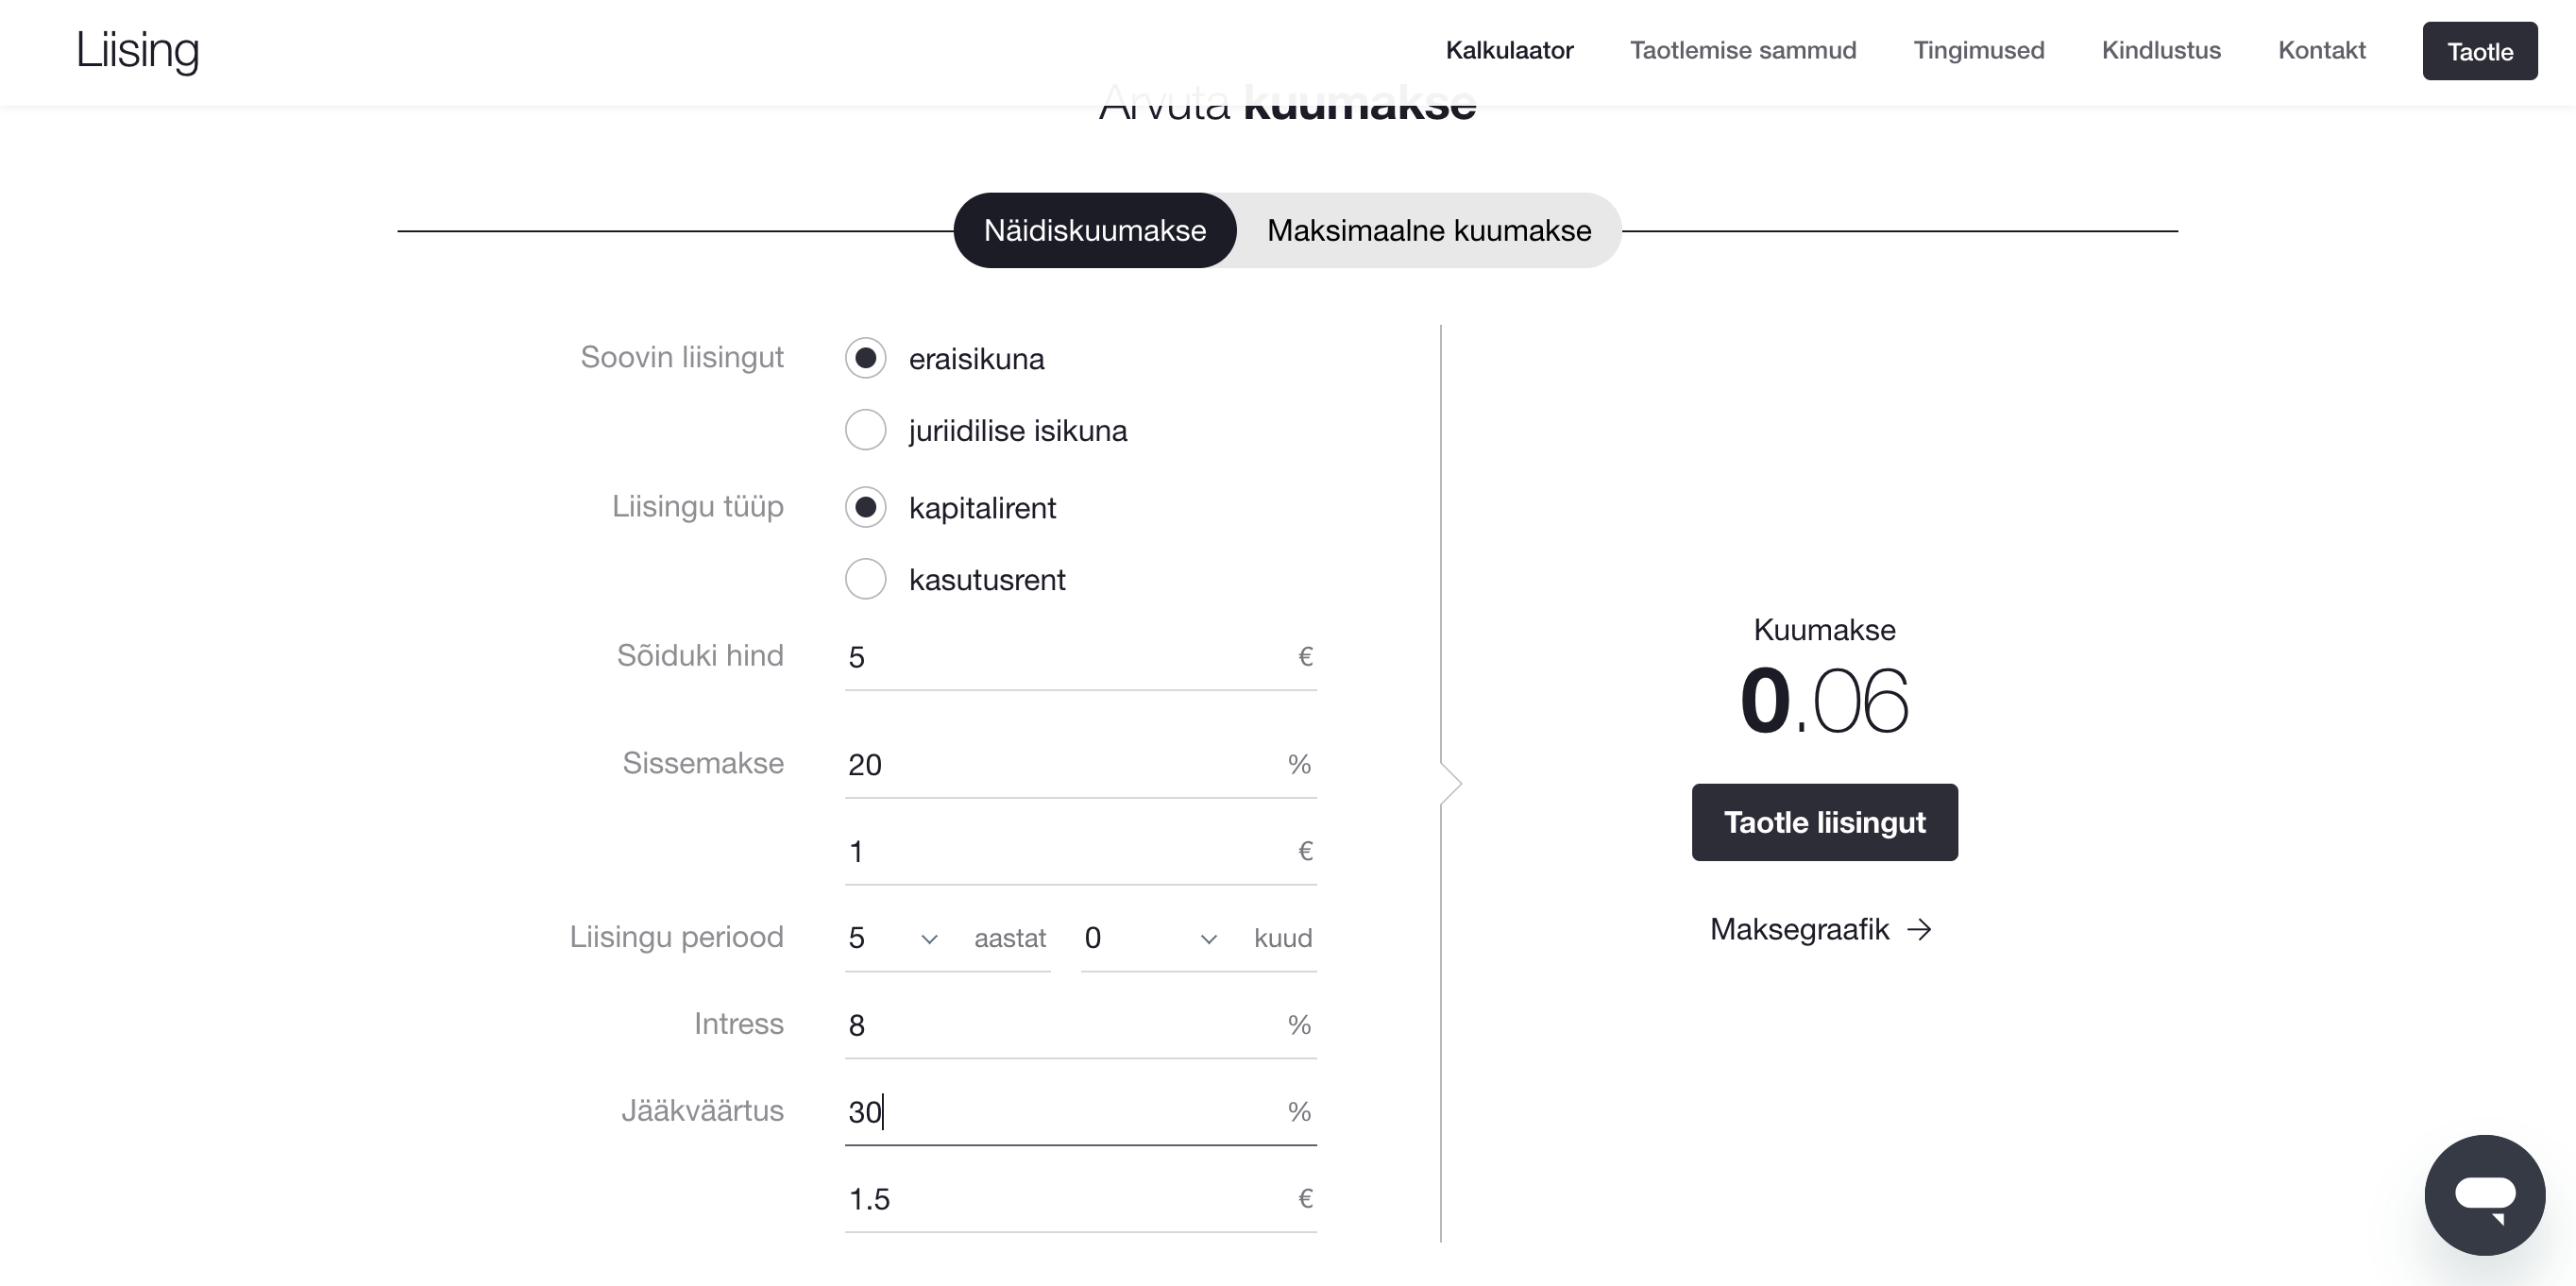 Liising
Kalkulaator Taotlemise sammud Tingimused Kindlustus Kontakt Taotle
Arvuta kuumakse
Näidiskuumakse Maksimaalne kuumakse
Soovin liisingut eraisikuna
juriidilise isikuna
Liisingu tüüp kapitalirent
kasutusrent
Sõiduki hind 5 €
Sissemakse 20 %
1 €
Liisingu periood 5 aastat 0 kuud
Intress 8 %
Jääkväärtus 30 %
1.5 €
Kuumakse
0.06
Taotle liisingut
Maksegraafik →